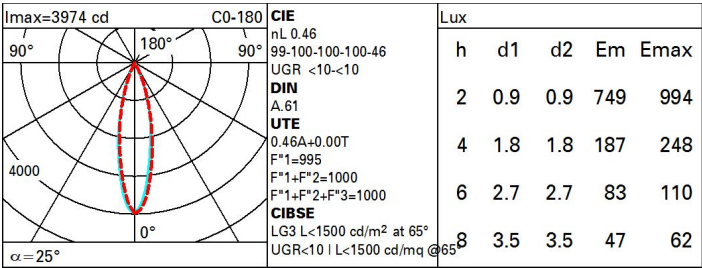 Imax=3974 cd C0-180
90° 180° 90°
4000
0°
α=25°
CIE
nL 0.46
99-100-100-100-46
UGR <10-<10
DIN
A.61
UTE
0.46A+0.00T
F"1=995
F"1+F"2=1000
F"1+F"2+F"3=1000
CIBSE
LG3 L<1500 cd/m² at 65°
UGR<10 | L<1500 cd/mq @65°
Lux
h d1 d2 Em Emax
2 0.9 0.9 749 994
4 1.8 1.8 187 248
6 2.7 2.7 83 110
8 3.5 3.5 47 62